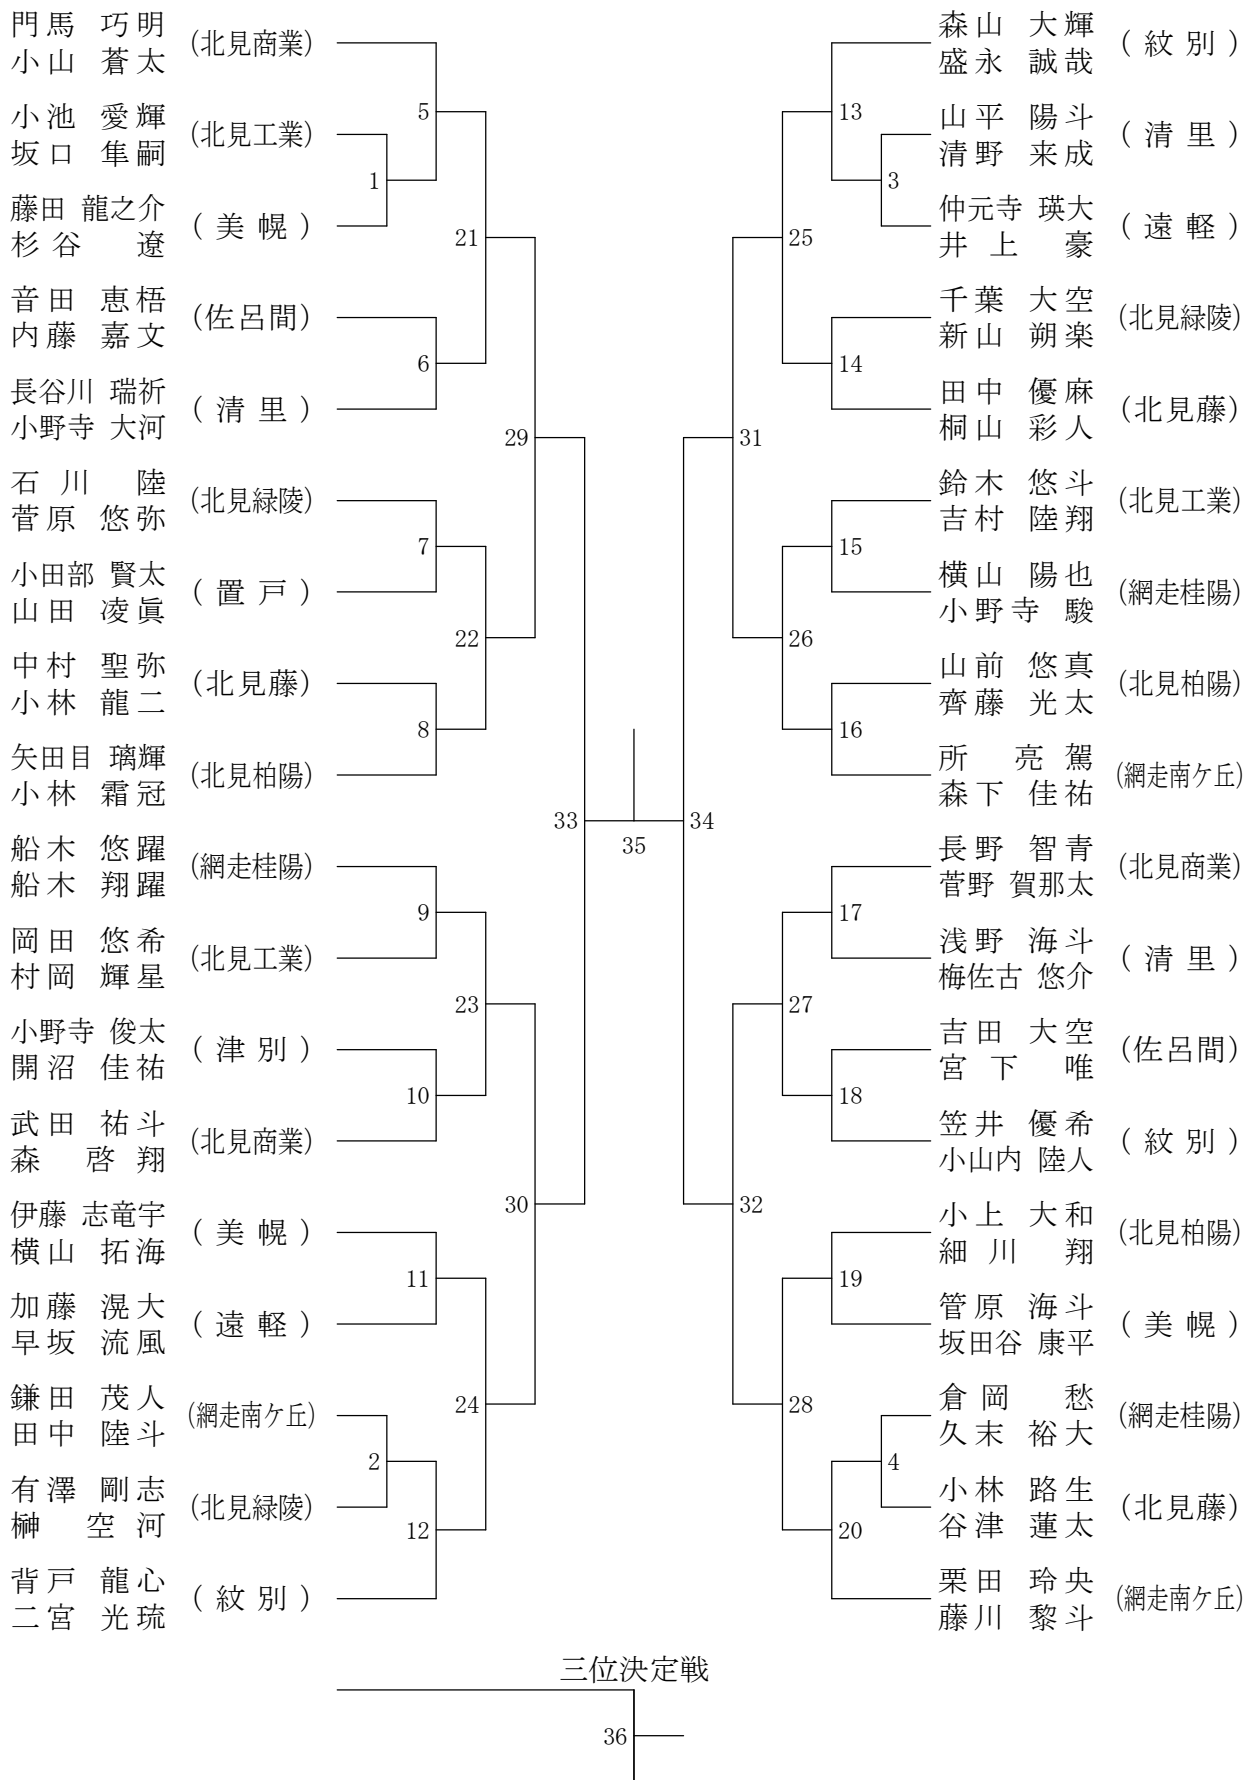 門馬 巧明
小山 蒼太
(北見商業)
小池 愛輝
坂口 隼嗣
(北見工業)
藤田 龍之介
杉谷 遼
(美幌)
音田 恵梧
内藤 嘉文
(佐呂間)
長谷川 瑞祈
小野寺 大河
(清里)
石川 陸
菅原 悠弥
(北見緑陵)
小田部 賢太
山田 凌眞
(置戸)
中村 聖弥
小林 龍二
(北見藤)
矢田目 璃輝
小林 霜冠
(北見柏陽)
船木 悠躍
船木 翔躍
(網走桂陽)
岡田 悠希
村岡 輝星
(北見工業)
小野寺 俊太
開沼 佳祐
(津別)
武田 祐斗
森 啓翔
(北見商業)
伊藤 志竜宇
横山 拓海
(美幌)
加藤 滉大
早坂 流風
(遠軽)
鎌田 茂人
田中 陸斗
(網走南ケ丘)
有澤 剛志
榊 空河
(北見緑陵)
背戸 龍心
二宮 光琉
(紋別)
1
2
5
6
7
8
9
10
11
12
21
22
23
24
29
30
33
35
34
31
32
25
26
27
28
13
14
15
16
17
18
19
20
3
4
森山 大輝
盛永 誠哉
(紋別)
山平 陽斗
清野 来成
(清里)
仲元寺 瑛大
井上 豪
(遠軽)
千葉 大空
新山 朔楽
(北見緑陵)
田中 優麻
桐山 彩人
(北見藤)
鈴木 悠斗
吉村 陸翔
(北見工業)
横山 陽也
小野寺 駿
(網走桂陽)
山前 悠真
齊藤 光太
(北見柏陽)
所 亮駕
森下 佳祐
(網走南ケ丘)
長野 智青
菅野 賀那太
(北見商業)
浅野 海斗
梅佐古 悠介
(清里)
吉田 大空
宮下 唯
(佐呂間)
笠井 優希
小山内 陸人
(紋別)
小上 大和
細川 翔
(北見柏陽)
管原 海斗
坂田谷 康平
(美幌)
倉岡 愁
久末 裕大
(網走桂陽)
小林 路生
谷津 蓮太
(北見藤)
栗田 玲央
藤川 黎斗
(網走南ケ丘)
三位決定戦
36